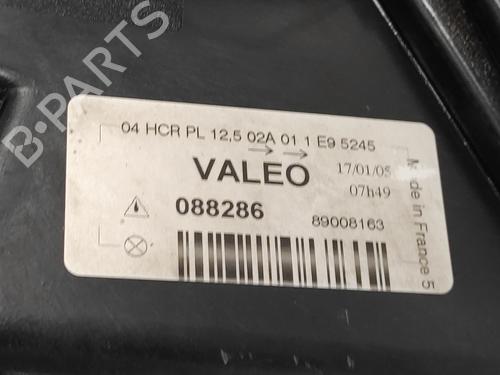 B-PARTS
04 HCR PL 12,5 02A 01 1 E9 5245
VALEO
17/01/05
07h49
088286
89008163
Made in France 5